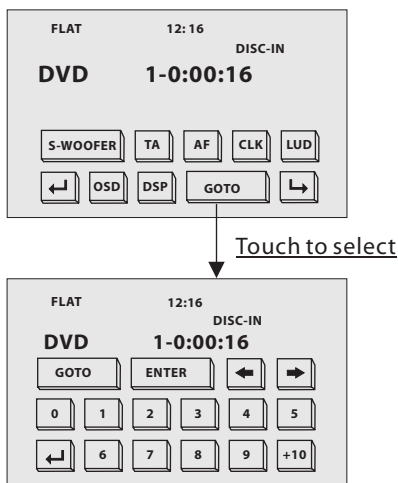 FLAT 12:16
DISC-IN
DVD 1-0:00:16
S-WOOFER TA AF CLK LUD
OSD DSP GOTO
Touch to select
FLAT 12:16
DISC-IN
DVD 1-0:00:16
GOTO ENTER
0 1 2 3 4 5
6 7 8 9 +10